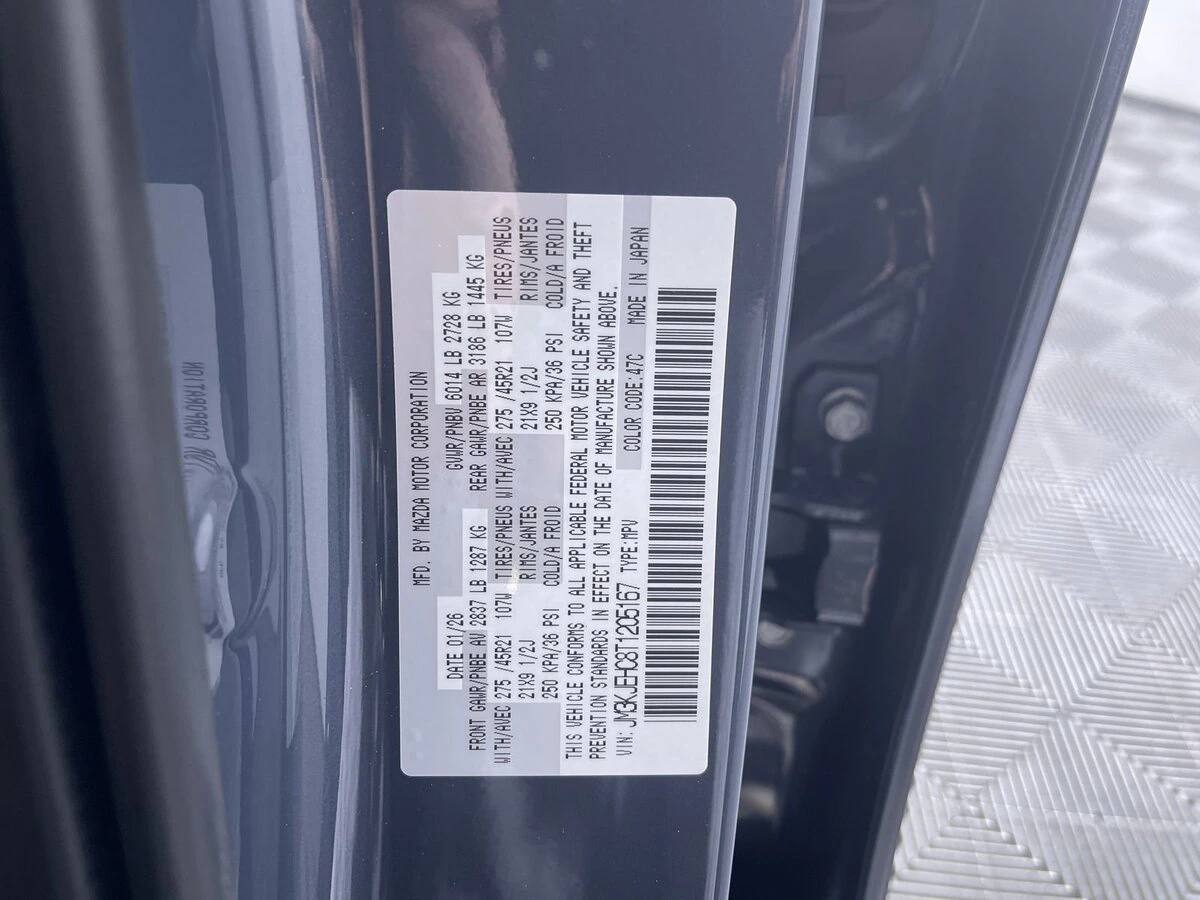 MFD. BY MAZDA MOTOR CORPORATION
DATE 01/26 GVWR/PNBV 6014 LB 2728 KG
FRONT GAWR/PNBE AV 2837 LB 1287 KG REAR GAWR/PNBE AR 3186 LB 1445 KG
WITH/AVEC 275 /45R21 107W TIRES/PNEUS WITH/AVEC 275 /45R21 107W TIRES/PNEUS
21X9 1/2J RIMS/JANTES 21X9 1/2J RIMS/JANTES
250 KPA/36 PSI COLD/A FROID 250 KPA/36 PSI COLD/A FROID
THIS VEHICLE CONFORMS TO ALL APPLICABLE FEDERAL MOTOR VEHICLE SAFETY AND THEFT
PREVENTION STANDARDS IN EFFECT ON THE DATE OF MANUFACTURE SHOWN ABOVE.
VIN: JM3KJEHC8T1205167 TYPE:MPV COLOR CODE:47C MADE IN JAPAN